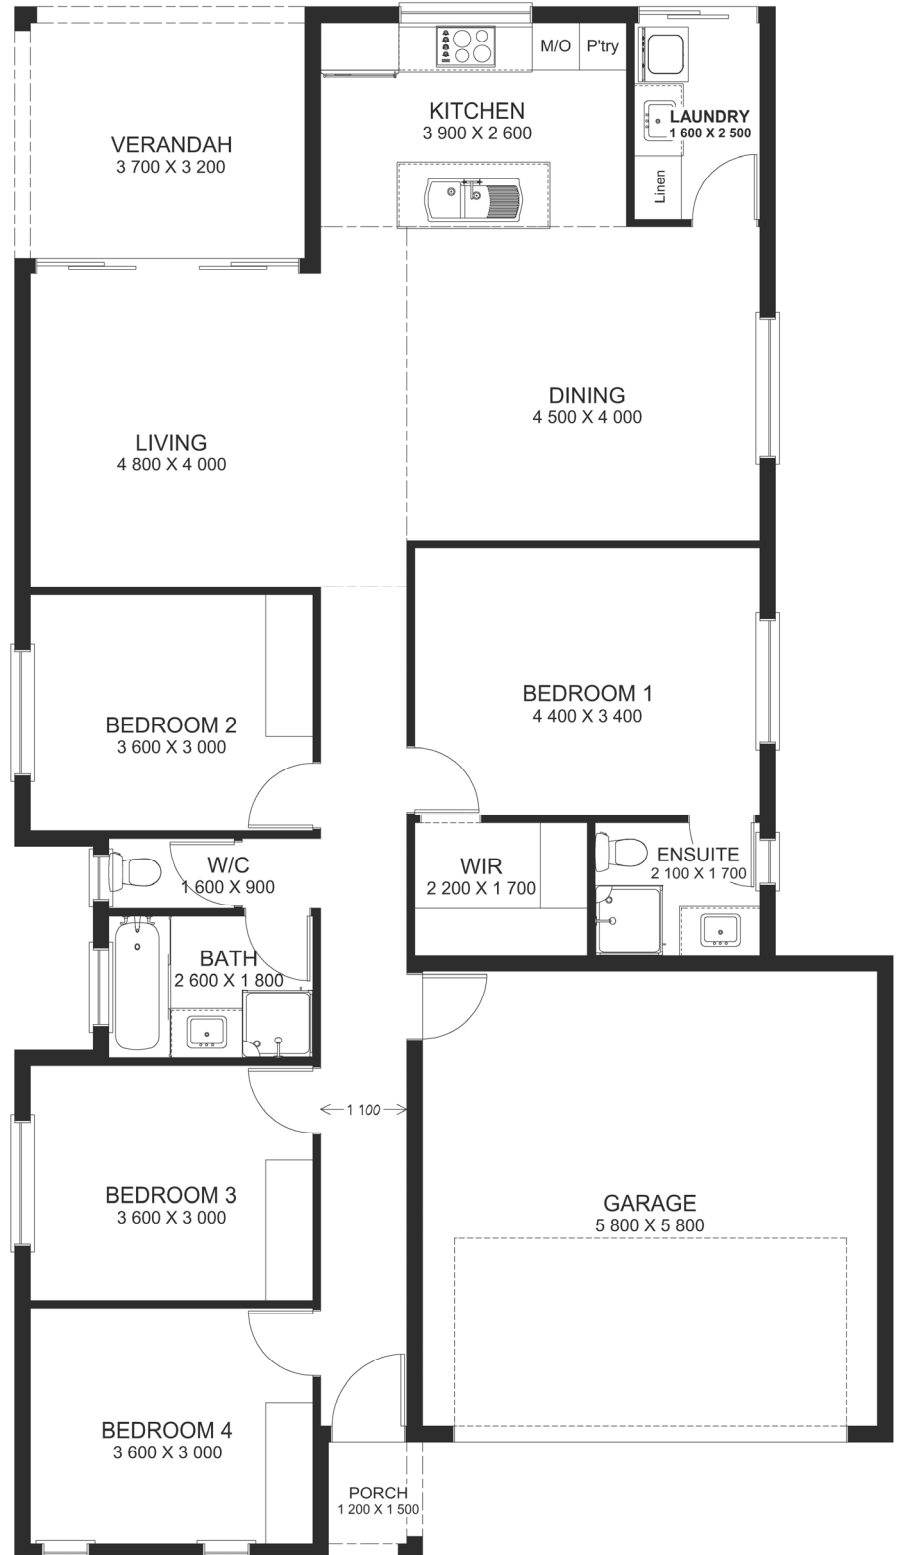 M/O
P'try
KITCHEN
3 900 X 2 600
LAUNDRY
1 600 X 2 500
VERANDAH
3 700 X 3 200
Linen
DINING
4 500 X 4 000
LIVING
4 800 X 4 000
BEDROOM 1
4 400 X 3 400
BEDROOM 2
3 600 X 3 000
W/C
1 600 X 900
WIR
2 200 X 1 700
ENSUITE
2 100 X 1 700
BATH
2 600 X 1 800
1 100
BEDROOM 3
3 600 X 3 000
GARAGE
5 800 X 5 800
BEDROOM 4
3 600 X 3 000
PORCH
1 200 X 1 500